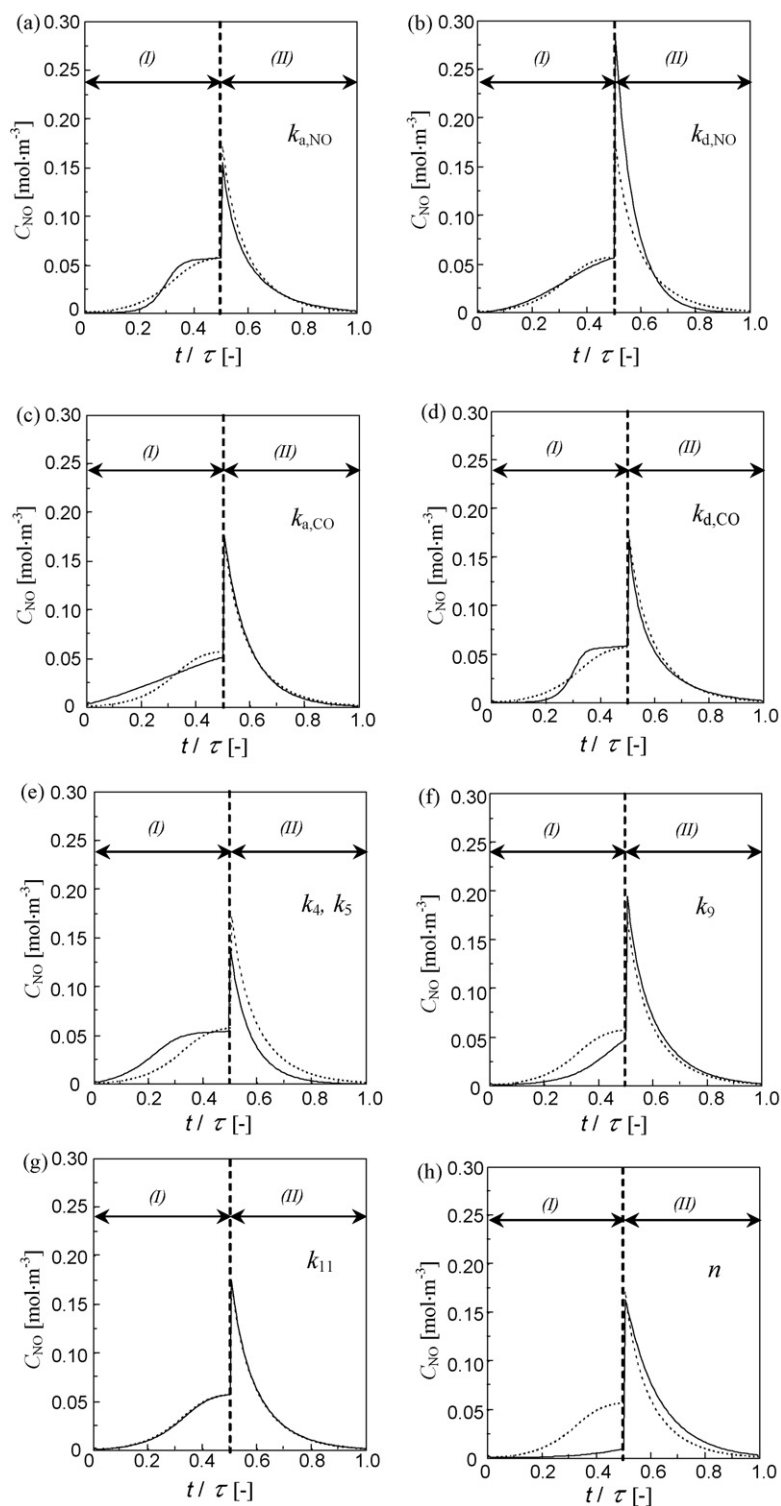 (a)
0.30
0.25
0.20
0.15
0.10
0.05
0
C_NO [mol·m⁻³]
(I)
(II)
k_a,NO
0 0.2 0.4 0.6 0.8 1.0
t / τ [-]
(b)
0.30
0.25
0.20
0.15
0.10
0.05
0
C_NO [mol·m⁻³]
(I)
(II)
k_d,NO
0 0.2 0.4 0.6 0.8 1.0
t / τ [-]
(c)
0.30
0.25
0.20
0.15
0.10
0.05
0
C_NO [mol·m⁻³]
(I)
(II)
k_a,CO
0 0.2 0.4 0.6 0.8 1.0
t / τ [-]
(d)
0.30
0.25
0.20
0.15
0.10
0.05
0
C_NO [mol·m⁻³]
(I)
(II)
k_d,CO
0 0.2 0.4 0.6 0.8 1.0
t / τ [-]
(e)
0.30
0.25
0.20
0.15
0.10
0.05
0
C_NO [mol·m⁻³]
(I)
(II)
k₄, k₅
0 0.2 0.4 0.6 0.8 1.0
t / τ [-]
(f)
0.30
0.25
0.20
0.15
0.10
0.05
0
C_NO [mol·m⁻³]
(I)
(II)
k₉
0 0.2 0.4 0.6 0.8 1.0
t / τ [-]
(g)
0.30
0.25
0.20
0.15
0.10
0.05
0
C_NO [mol·m⁻³]
(I)
(II)
k₁₁
0 0.2 0.4 0.6 0.8 1.0
t / τ [-]
(h)
0.30
0.25
0.20
0.15
0.10
0.05
0
C_NO [mol·m⁻³]
(I)
(II)
n
0 0.2 0.4 0.6 0.8 1.0
t / τ [-]